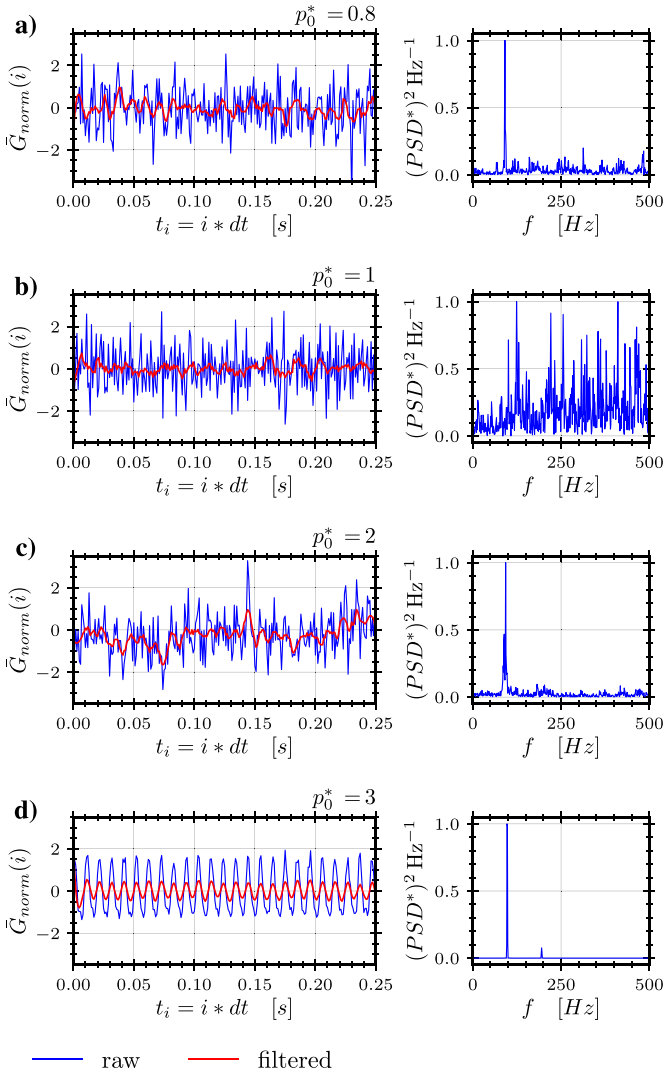 a)
p₀* = 0.8
Ḡnorm(i)
2
0
−2
0.00 0.05 0.10 0.15 0.20 0.25
tᵢ = i ∗ dt [s]
(PSD*)² Hz⁻¹
1.0
0.5
0.0
0 250 500
f [Hz]
b)
p₀* = 1
Ḡnorm(i)
2
0
−2
0.00 0.05 0.10 0.15 0.20 0.25
tᵢ = i ∗ dt [s]
(PSD*)² Hz⁻¹
1.0
0.5
0.0
0 250 500
f [Hz]
c)
p₀* = 2
Ḡnorm(i)
2
0
−2
0.00 0.05 0.10 0.15 0.20 0.25
tᵢ = i ∗ dt [s]
(PSD*)² Hz⁻¹
1.0
0.5
0.0
0 250 500
f [Hz]
d)
p₀* = 3
Ḡnorm(i)
2
0
−2
0.00 0.05 0.10 0.15 0.20 0.25
tᵢ = i ∗ dt [s]
(PSD*)² Hz⁻¹
1.0
0.5
0.0
0 250 500
f [Hz]
raw filtered